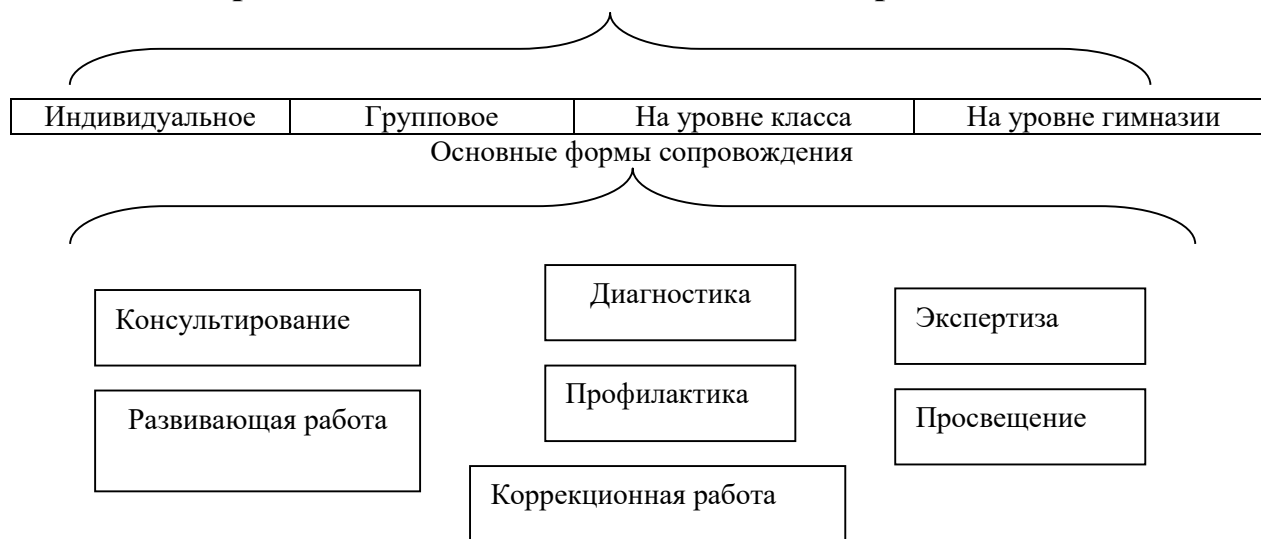 Индивидуальное Групповое На уровне класса На уровне гимназии
Основные формы сопровождения
Диагностика
Консультирование
Экспертиза
Профилактика
Развивающая работа
Просвещение
Коррекционная работа